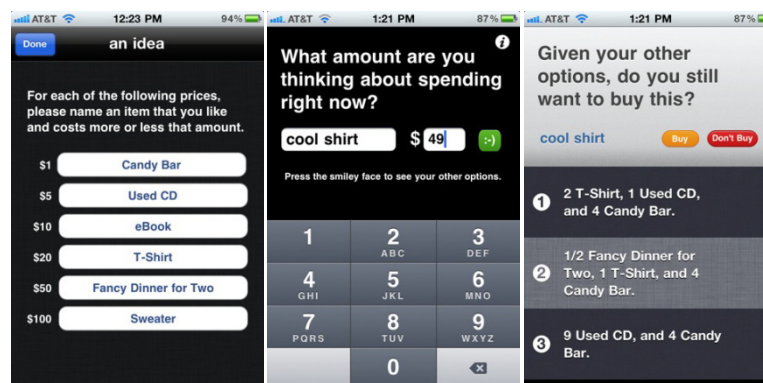 AT&T 12:23 PM 94%
Done an idea
For each of the following prices,
please name an item that you like
and costs more or less that amount.
$1 Candy Bar
$5 Used CD
$10 eBook
$20 T-Shirt
$50 Fancy Dinner for Two
$100 Sweater
AT&T 1:21 PM 87%
i
What amount are you
thinking about spending
right now?
cool shirt $ 49 :-)
Press the smiley face to see your other options.
1 2 3
ABC DEF
4 5 6
GHI JKL MNO
7 8 9
PQRS TUV WXYZ
0
AT&T 1:21 PM 87%
Given your other
options, do you still
want to buy this?
cool shirt Buy Don't Buy
1 2 T-Shirt, 1 Used CD,
and 4 Candy Bar.
1/2 Fancy Dinner for
2 Two, 1 T-Shirt, and 4
Candy Bar.
3 9 Used CD, and 4 Candy
Bar.